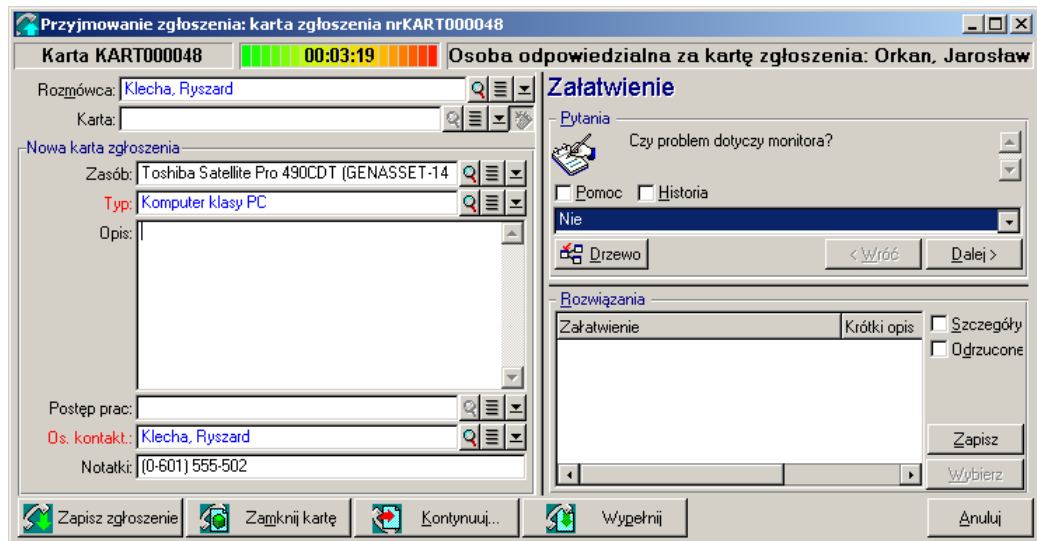 Przyjmowanie zgłoszenia: karta zgłoszenia nrKART000048
Karta KART000048
00:03:19
Osoba odpowiedzialna za kartę zgłoszenia: Orkan, Jarosław
Rozmówca: Klecha, Ryszard
Karta:
Nowa karta zgłoszenia
Zasób: Toshiba Satellite Pro 490CDT (GENASSET-14
Typ: Komputer klasy PC
Opis:
Postęp prac:
Os. kontakt.: Klecha, Ryszard
Notatki: (0-601) 555-502
Załatwienie
Pytania
Czy problem dotyczy monitora?
Pomoc Historia
Nie
Drzewo < Wróć Dalej >
Rozwiązania
Załatwienie Krótki opis Szczegóły
Odrzucone
Zapisz
Wybierz
Zapisz zgłoszenie Zamknij kartę Kontynuuj... Wypełnij Anuluj